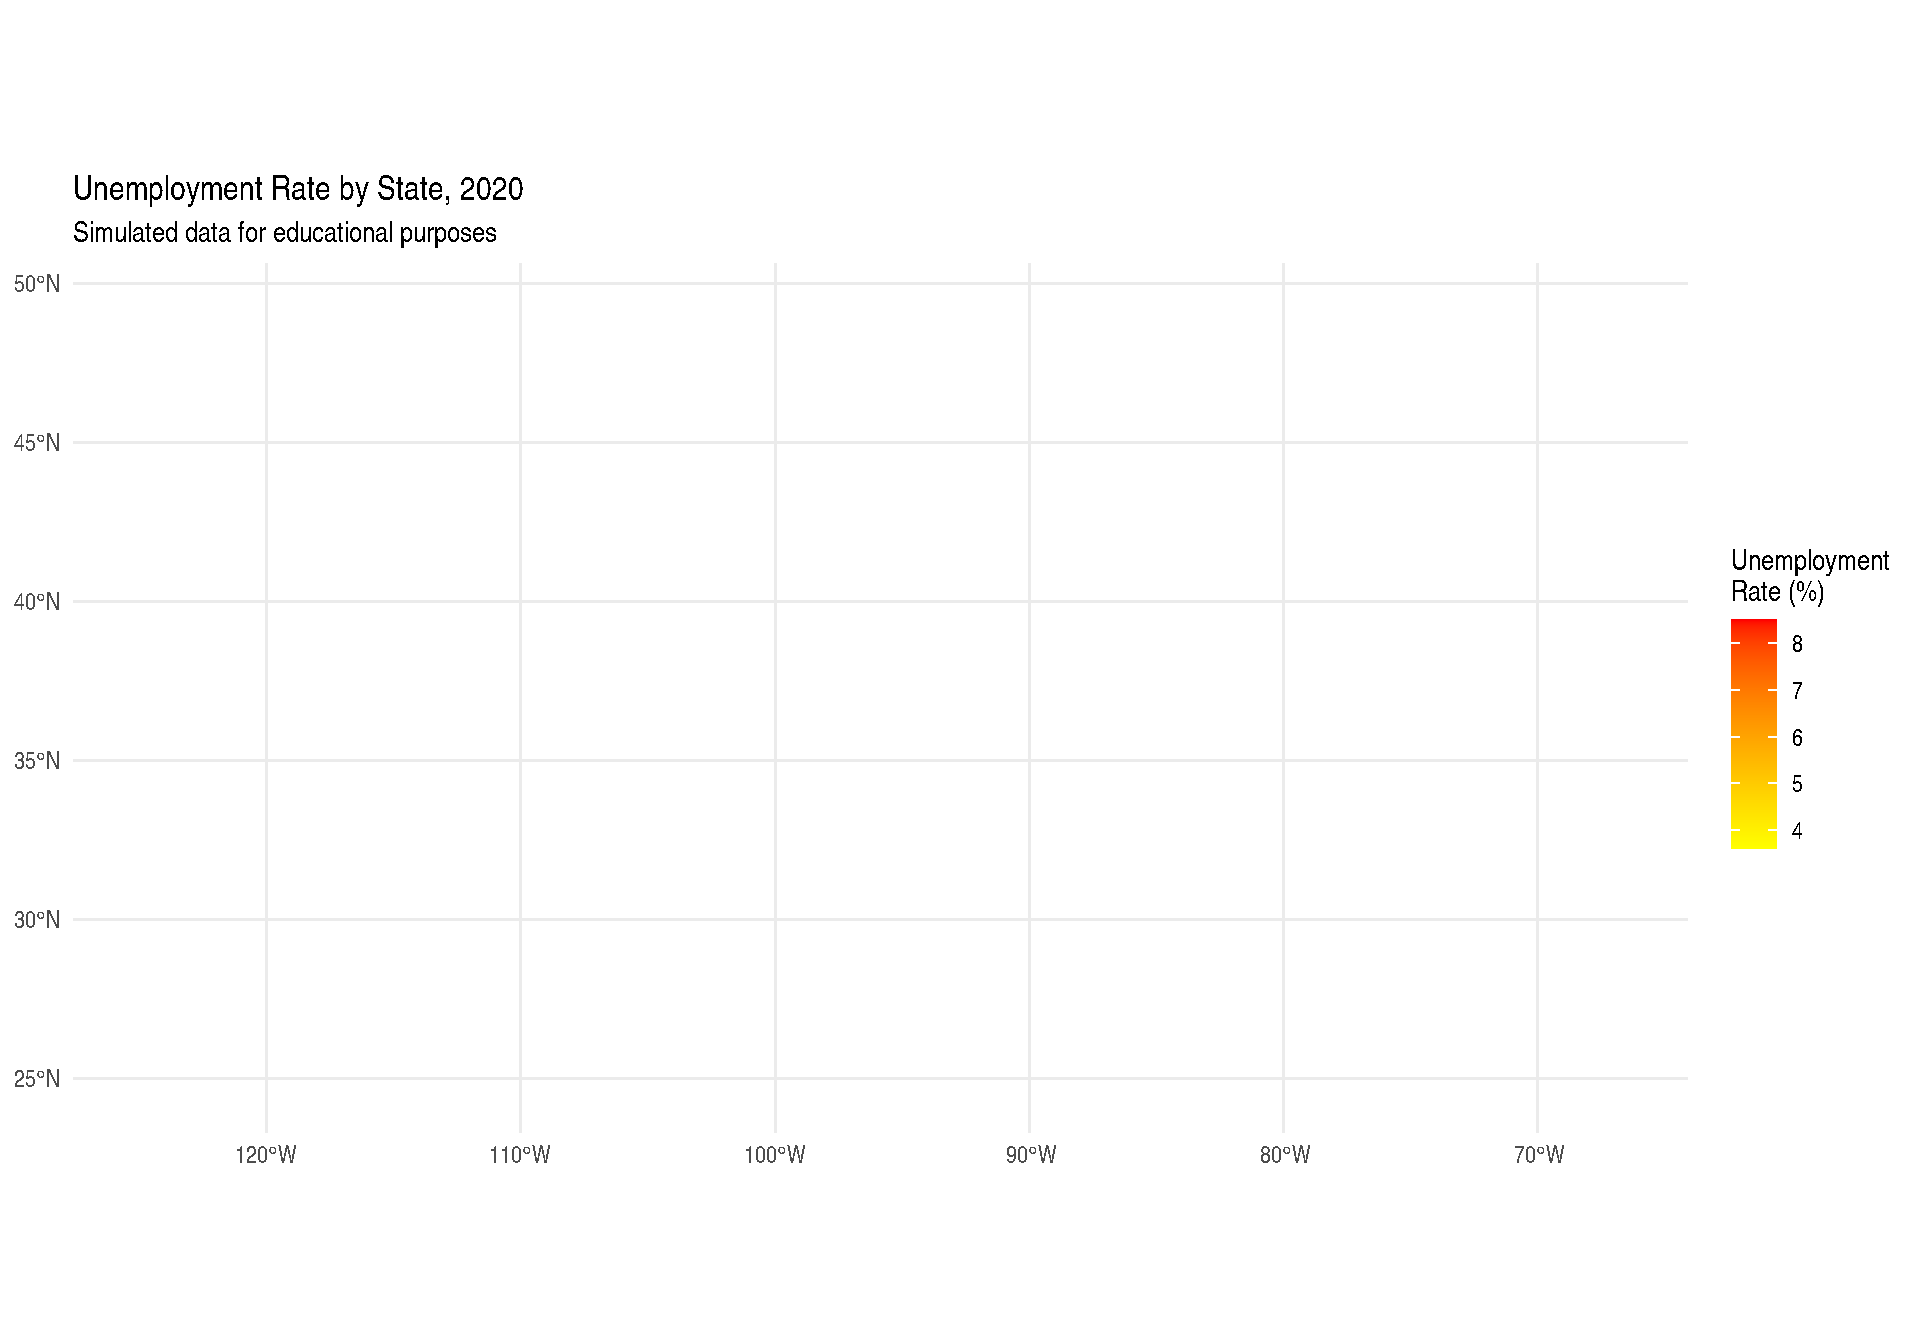 Unemployment Rate by State, 2020
Simulated data for educational purposes
50°N
45°N
40°N
35°N
30°N
25°N
120°W
110°W
100°W
90°W
80°W
70°W
Unemployment
Rate (%)
8
7
6
5
4